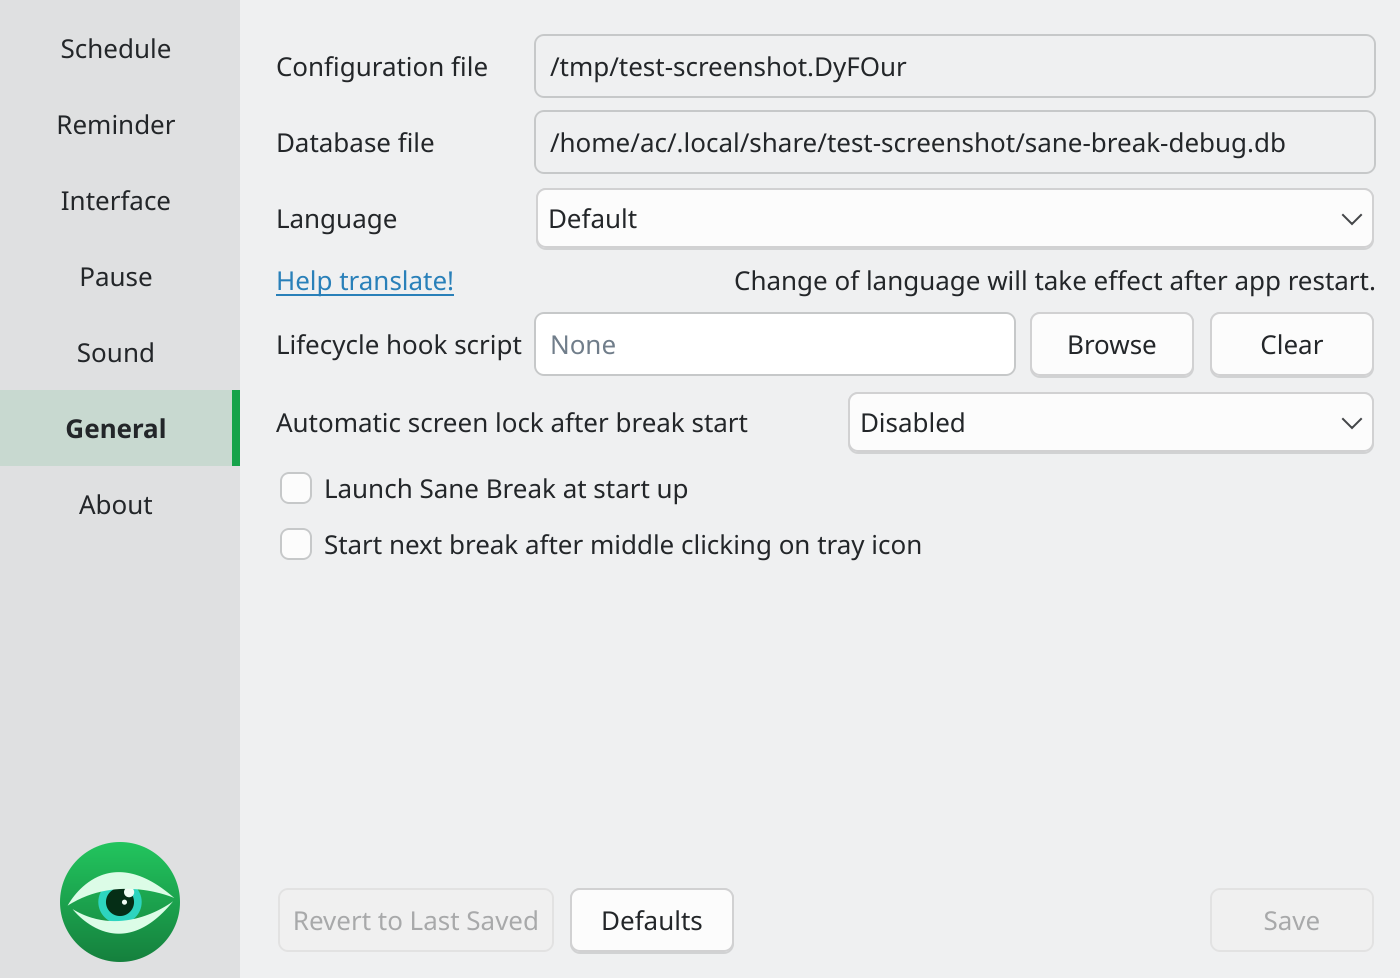 Schedule
Reminder
Interface
Pause
Sound
General
About
Configuration file
/tmp/test-screenshot.DyFOur
Database file
/home/ac/.local/share/test-screenshot/sane-break-debug.db
Language
Default
Help translate!
Change of language will take effect after app restart.
Lifecycle hook script
None
Browse
Clear
Automatic screen lock after break start
Disabled
Launch Sane Break at start up
Start next break after middle clicking on tray icon
Revert to Last Saved
Defaults
Save